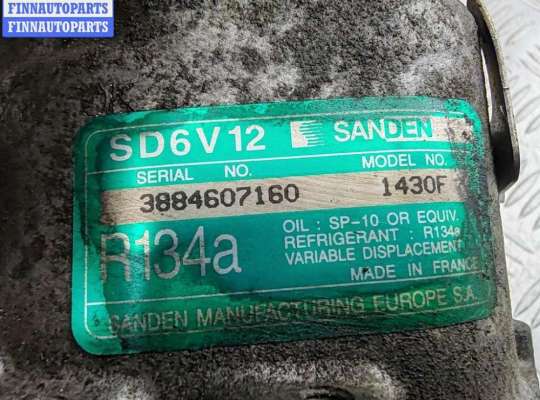 FINNAUTOPARTS
FINNAUTOPARTS
SD6V12 SANDEN
SERIAL NO. MODEL NO.
3884607160 1430F
R134a
OIL : SP-10 OR EQUIV.
REFRIGERANT : R134a
VARIABLE DISPLACEMENT
MADE IN FRANCE
SANDEN MANUFACTURING EUROPE S.A.